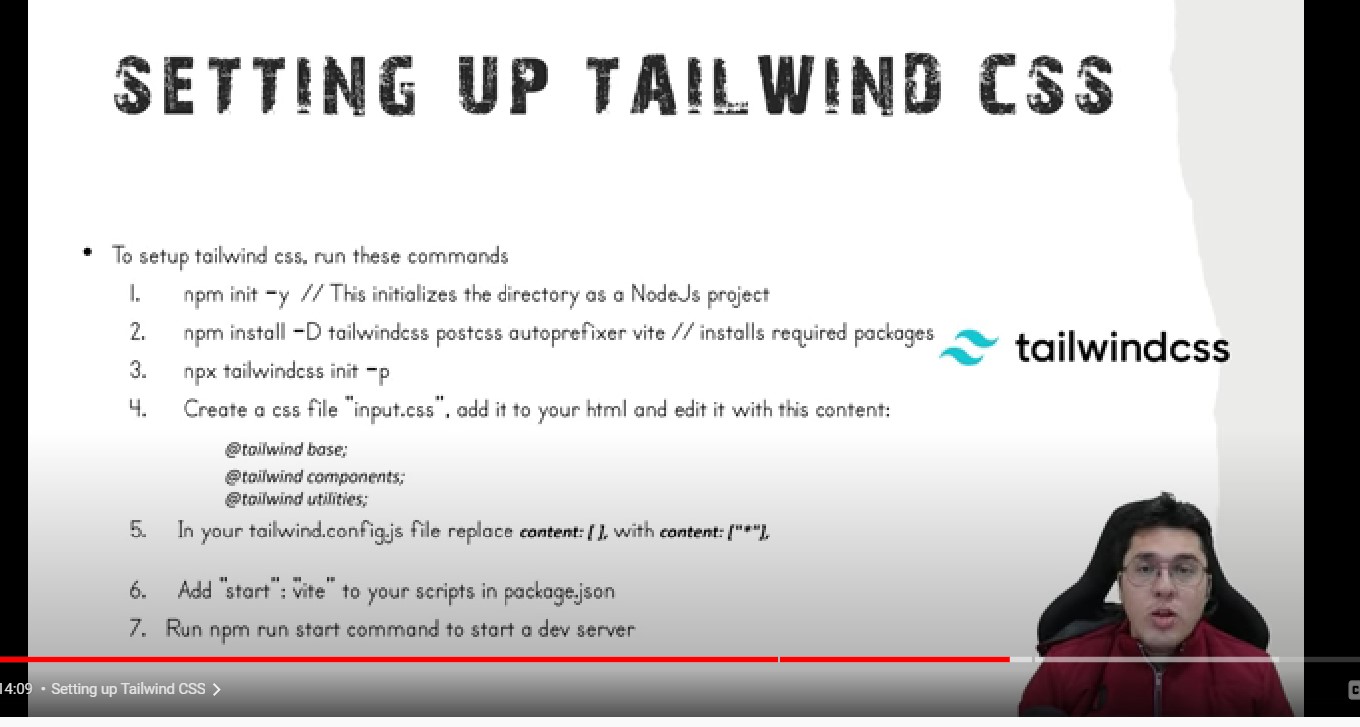 SETTING UP TAILWIND CSS
• To setup tailwind css, run these commands
1. npm init -y // This initializes the directory as a NodeJs project
2. npm install -D tailwindcss postcss autoprefixer vite // installs required packages
tailwindcss
3. npx tailwindcss init -p
4. Create a css file "input.css", add it to your html and edit it with this content:
@tailwind base;
@tailwind components;
@tailwind utilities;
5. In your tailwind.config.js file replace content: [ ], with content: ["*"],
6. Add "start": "vite" to your scripts in package.json
7. Run npm run start command to start a dev server
14:09 • Setting up Tailwind CSS >